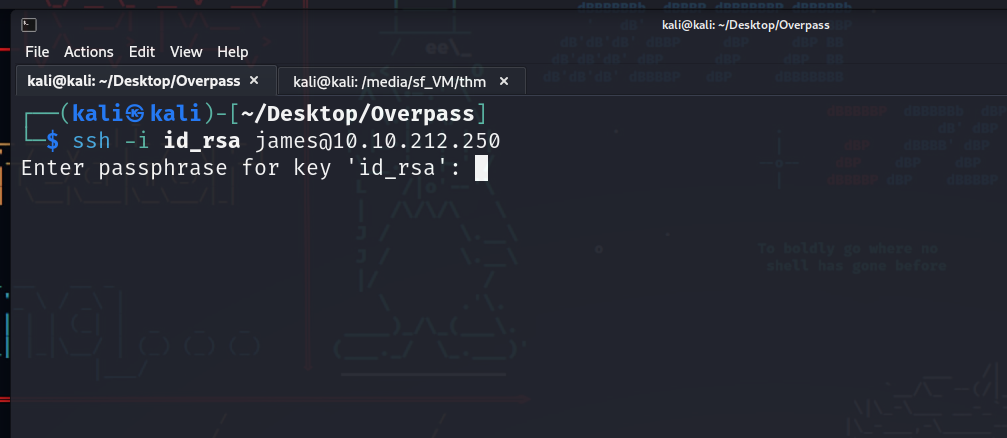 kali@kali: ~/Desktop/Overpass
File Actions Edit View Help
kali@kali: ~/Desktop/Overpass × kali@kali: /media/sf_VM/thm ×
┌──(kali㉿kali)-[~/Desktop/Overpass]
└─$ ssh -i id_rsa james@10.10.212.250
Enter passphrase for key 'id_rsa':
To boldly go where no
shell has gone before